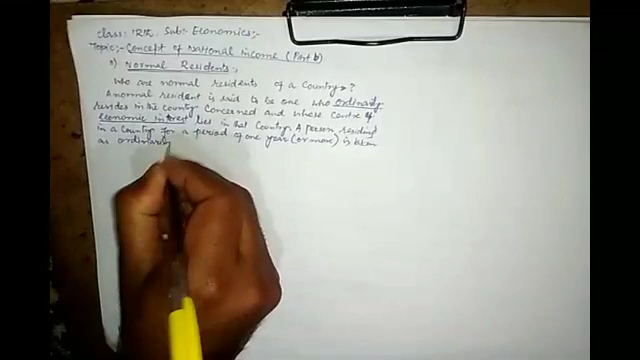 Class: 12th. Sub:- Economics:-
Topic:- Concept of National Income (Part 6)
Normal Residents:-
Who are normal residents of a Country:- ?
A normal resident is said to be one who ordinarily
resides in the country Concerned and whose Centre of
economic interest lies in that Country. A person residing
in a Country for a period of one year (or more) is taken
as ordinarily